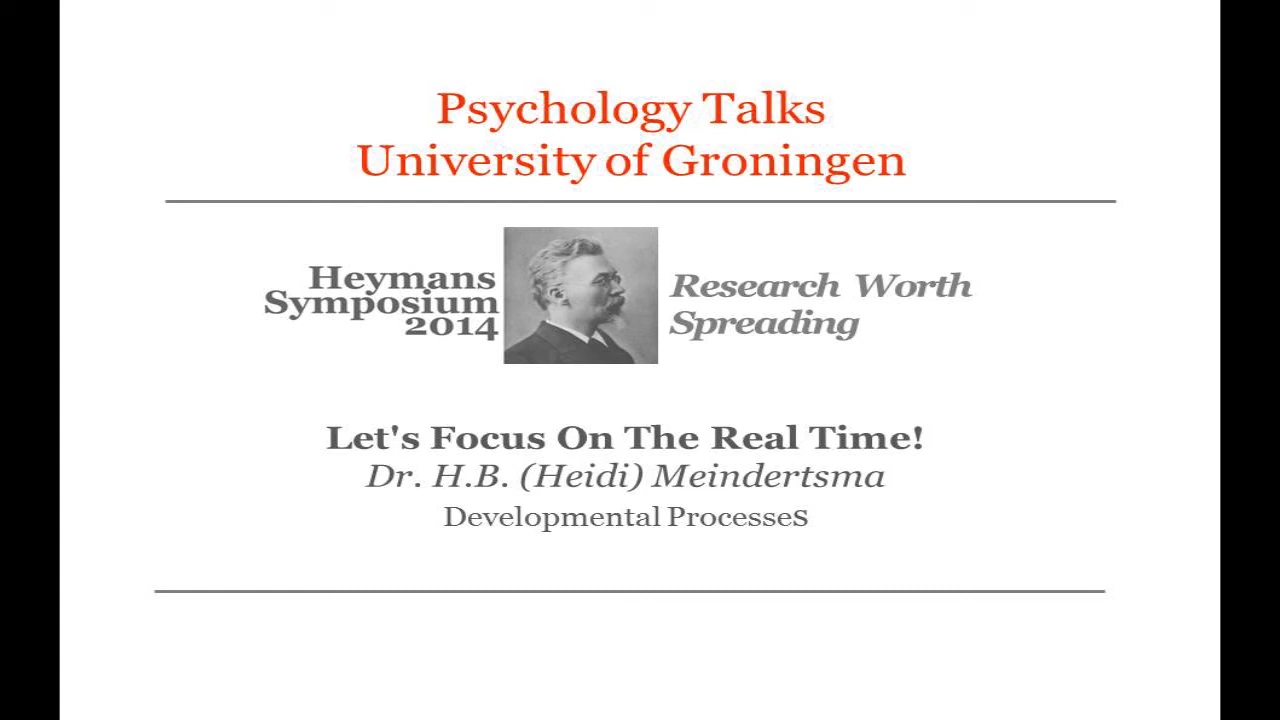 Psychology Talks
University of Groningen
Heymans
Symposium
2014
Research Worth
Spreading
Let's Focus On The Real Time!
Dr. H.B. (Heidi) Meindertsma
Developmental Processes